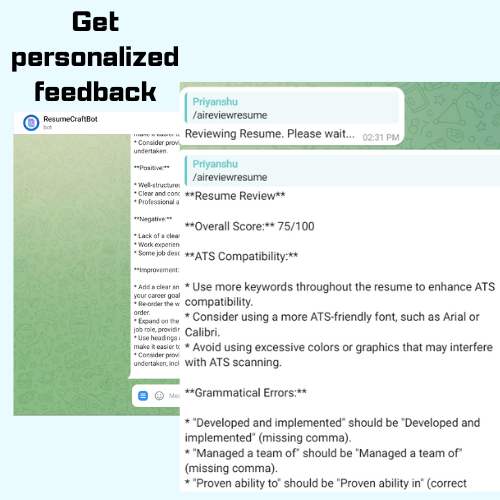 Get
personalized
feedback
ResumeCraftBot
bot
* Consider provi
undertaken.
**Positive:**
* Well-structure
* Clear and conc
* Professional a
**Negative:**
* Lack of a clear
* Work experien
* Some job desc
**Improvement:
* Add a clear an
your career goal
* Re-order the w
order.
* Expand on the
job role, providir
* Use headings
make it easier to
* Consider provi
undertaken, incl
Priyanshu
/aireviewresume
Reviewing Resume. Please wait... 02:31 PM
Priyanshu
/aireviewresume
**Resume Review**
**Overall Score:** 75/100
**ATS Compatibility:**
* Use more keywords throughout the resume to enhance ATS
compatibility.
* Consider using a more ATS-friendly font, such as Arial or
Calibri.
* Avoid using excessive colors or graphics that may interfere
with ATS scanning.
**Grammatical Errors:**
* "Developed and implemented" should be "Developed and
implemented" (missing comma).
* "Managed a team of" should be "Managed a team of"
(missing comma).
* "Proven ability to" should be "Proven ability in" (correct